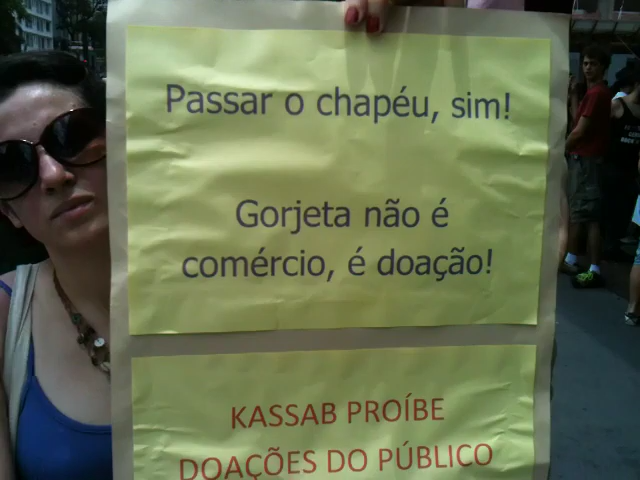 Passar o chapéu, sim!
Gorjeta não é
comércio, é doação!
KASSAB PROÍBE
DOAÇÕES DO PÚBLICO